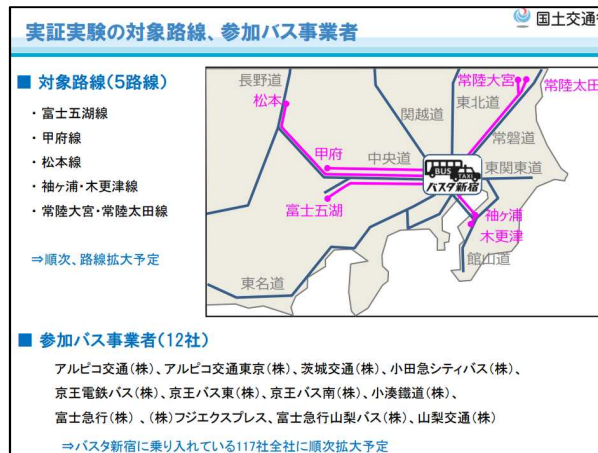 実証実験の対象路線、参加バス事業者
国土交通
■ 対象路線(5路線)
・ 富士五湖線
・ 甲府線
・ 松本線
・ 袖ヶ浦・木更津線
・ 常陸大宮・常陸太田線
⇒順次、路線拡大予定
長野道
松本
関越道
東北道
常陸大宮
常陸太田
常磐道
甲府
中央道
東関東道
BUS
TAXI
バスタ新宿
富士五湖
袖ヶ浦
木更津
館山道
東名道
■ 参加バス事業者(12社)
アルピコ交通(株)、アルピコ交通東京(株)、茨城交通(株)、小田急シティバス(株)、
京王電鉄バス(株)、京王バス東(株)、京王バス南(株)、小湊鐵道(株)、
富士急行(株) 、(株)フジエクスプレス、富士急行山梨バス(株)、山梨交通(株)
⇒バスタ新宿に乗り入れている117社全社に順次拡大予定